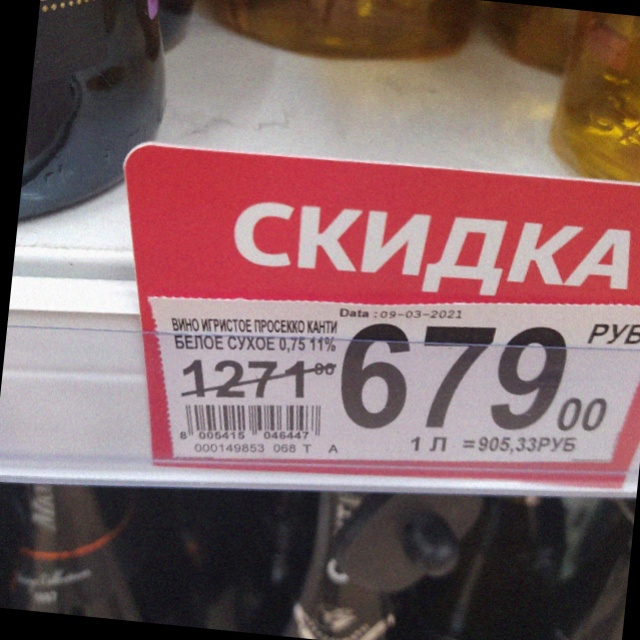 СКИДКА
Data : 09-03-2021
ВИНО ИГРИСТОЕ ПРОСЕККО КАНТИ
БЕЛОЕ СУХОЕ 0,75 11%
1271 00
679 00
РУБ
8 005415 046447
000149853 068 Т А
1 Л =905,33РУБ